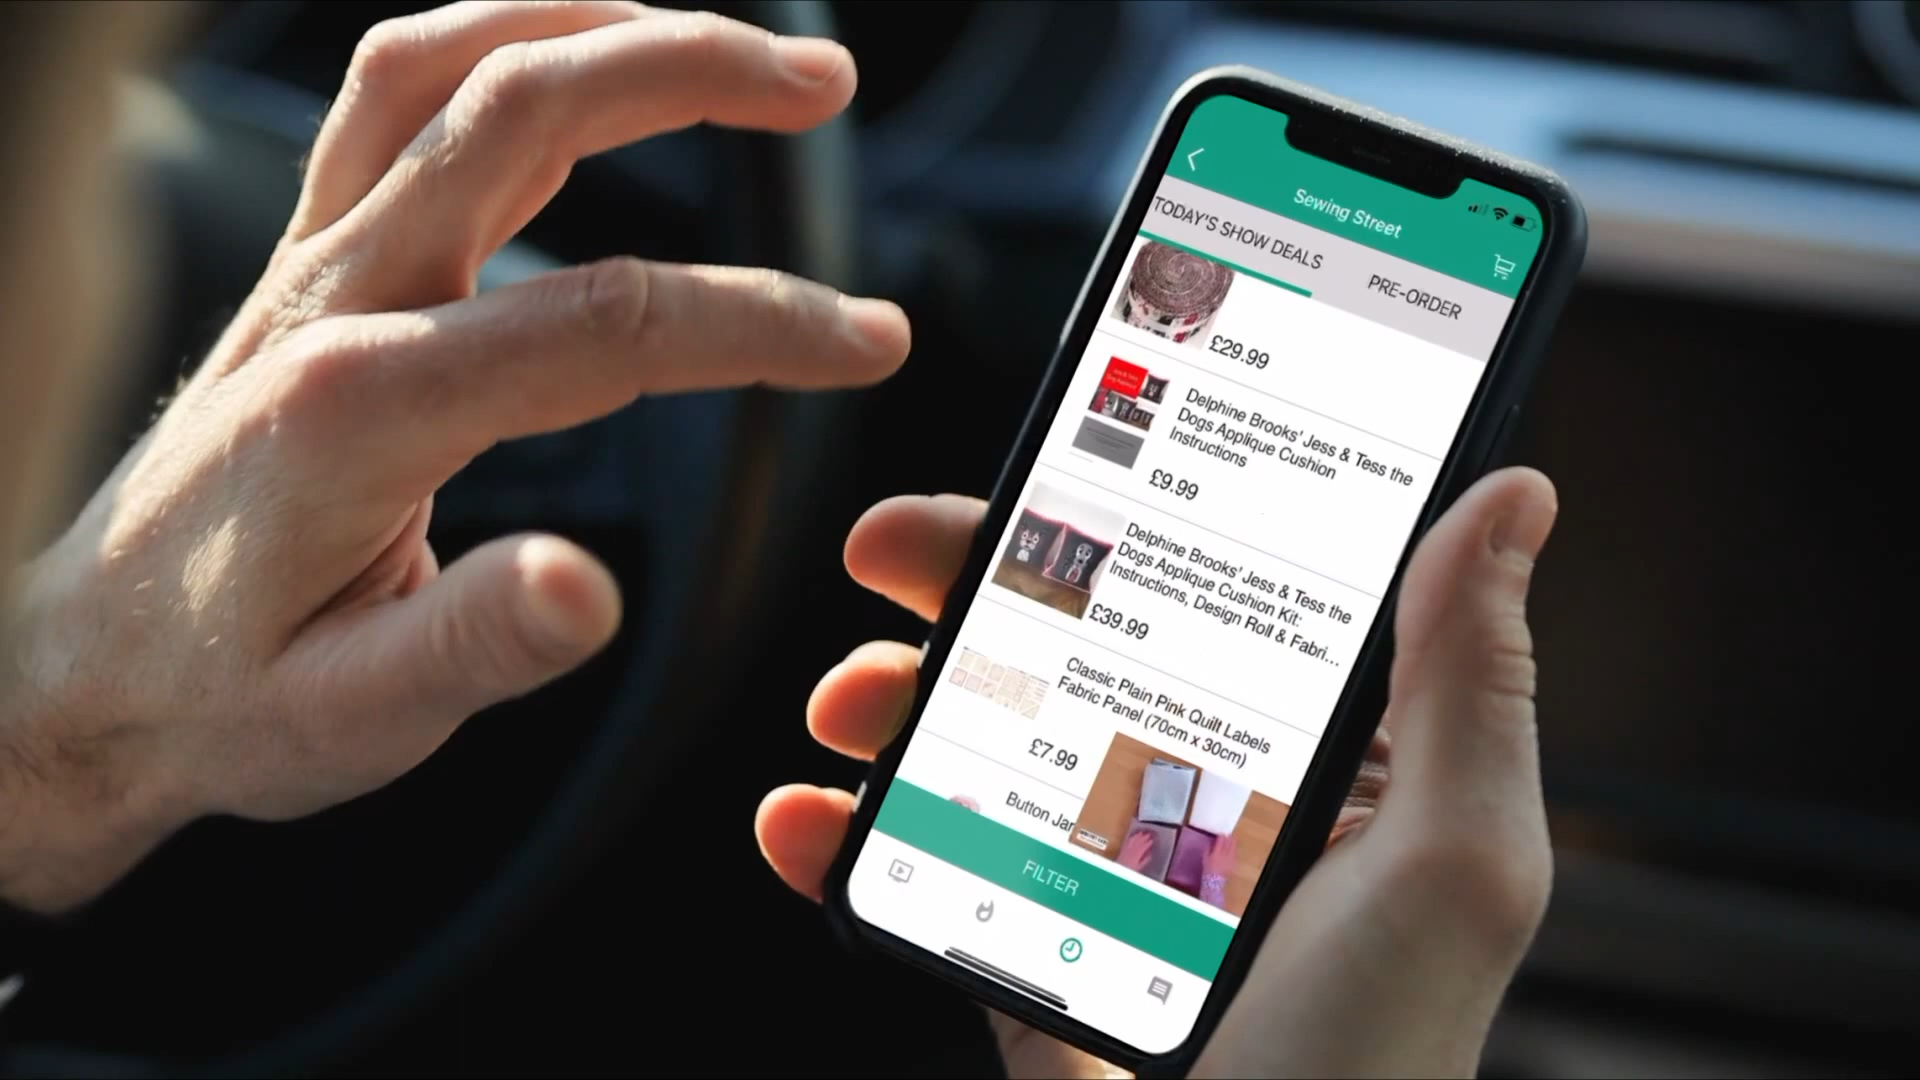 Sewing Street
TODAY'S SHOW DEALS
PRE-ORDER
£29.99
Delphine Brooks' Jess & Tess the
Dogs Applique Cushion
Instructions
£9.99
Delphine Brooks' Jess & Tess the
Dogs Applique Cushion Kit:
Instructions, Design Roll & Fabri...
£39.99
Classic Plain Pink Quilt Labels
Fabric Panel (70cm x 30cm)
£7.99
Button Jar
FILTER